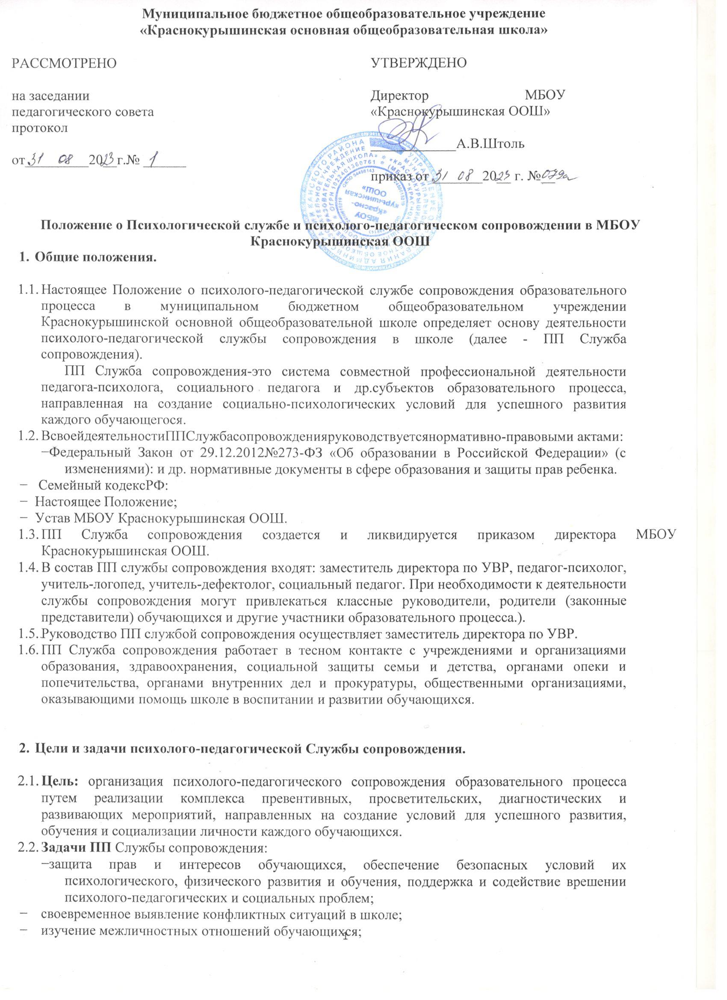 Муниципальное бюджетное общеобразовательное учреждение
«Краснокурышинская основная общеобразовательная школа»
РАССМОТРЕНО
на заседании
педагогического совета
протокол
от 31 08 2023 г.№ 1
УТВЕРЖДЕНО
Директор МБОУ
«Краснокурышинская ООШ»
____________А.В.Штоль
приказ от 31 08 2023 г. №079а
МБОУ
«Красно-
курышинская
ООШ»
ОГРН 1022401360761
ОКПО 54498143
Положение о Психологической службе и психолого-педагогическом сопровождении в МБОУ
Краснокурышинская ООШ
1. Общие положения.
1.1. Настоящее Положение о психолого-педагогической службе сопровождения образовательного
процесса в муниципальном бюджетном общеобразовательном учреждении
Краснокурышинской основной общеобразовательной школе определяет основу деятельности
психолого-педагогической службы сопровождения в школе (далее - ПП Служба
сопровождения).
ПП Служба сопровождения-это система совместной профессиональной деятельности
педагога-психолога, социального педагога и др.субъектов образовательного процесса,
направленная на создание социально-психологических условий для успешного развития
каждого обучающегося.
1.2. ВсвоейдеятельностиППСлужбасопровожденияруководствуетсянормативно-правовыми актами:
−Федеральный Закон от 29.12.2012№273-ФЗ «Об образовании в Российской Федерации» (с
изменениями): и др. нормативные документы в сфере образования и защиты прав ребенка.
− Семейный кодексРФ:
− Настоящее Положение;
− Устав МБОУ Краснокурышинская ООШ.
1.3. ПП Служба сопровождения создается и ликвидируется приказом директора МБОУ
Краснокурышинская ООШ.
1.4. В состав ПП службы сопровождения входят: заместитель директора по УВР, педагог-психолог,
учитель-логопед, учитель-дефектолог, социальный педагог. При необходимости к деятельности
службы сопровождения могут привлекаться классные руководители, родители (законные
представители) обучающихся и другие участники образовательного процесса.).
1.5. Руководство ПП службой сопровождения осуществляет заместитель директора по УВР.
1.6. ПП Служба сопровождения работает в тесном контакте с учреждениями и организациями
образования, здравоохранения, социальной защиты семьи и детства, органами опеки и
попечительства, органами внутренних дел и прокуратуры, общественными организациями,
оказывающими помощь школе в воспитании и развитии обучающихся.
2. Цели и задачи психолого-педагогической Службы сопровождения.
2.1. Цель: организация психолого-педагогического сопровождения образовательного процесса
путем реализации комплекса превентивных, просветительских, диагностических и
развивающих мероприятий, направленных на создание условий для успешного развития,
обучения и социализации личности каждого обучающихся.
2.2. Задачи ПП Службы сопровождения:
−защита прав и интересов обучающихся, обеспечение безопасных условий их
психологического, физического развития и обучения, поддержка и содействие врешении
психолого-педагогических и социальных проблем;
− своевременное выявление конфликтных ситуаций в школе;
− изучение межличностных отношений обучающихся;
1